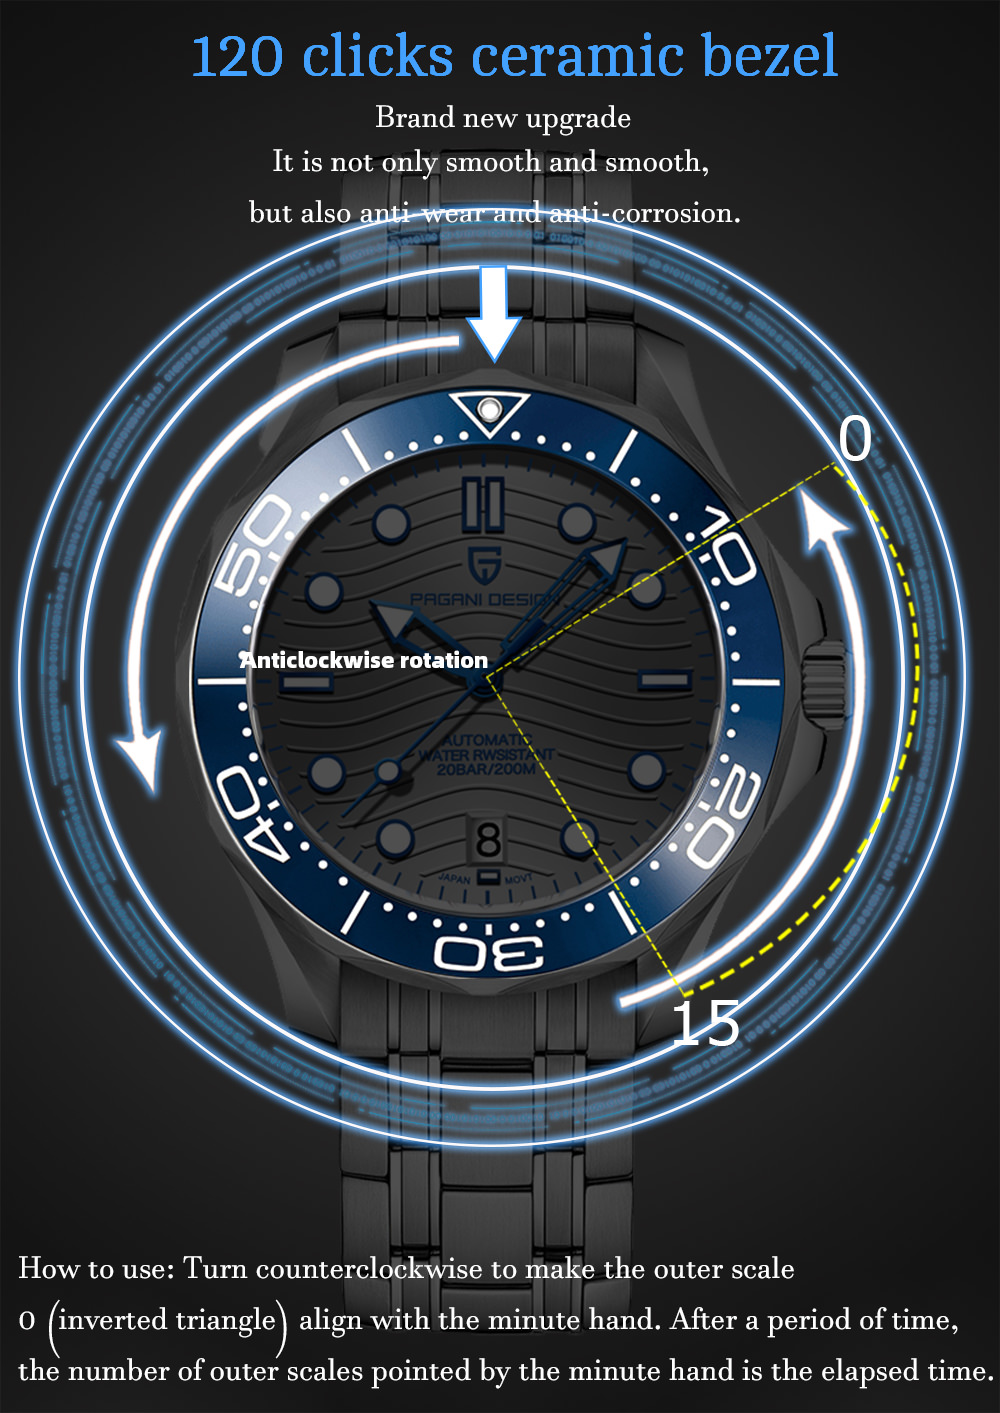 120 clicks ceramic bezel
Brand new upgrade
It is not only smooth and smooth,
but also anti-wear and anti-corrosion.
0
10
50
PAGANI DESIGN
Anticlockwise rotation
AUTOMATIC
WATER RWSISTANT
20BAR/200M
20
40
8
JAPAN MOVT
30
15
How to use: Turn counterclockwise to make the outer scale
0 (inverted triangle) align with the minute hand. After a period of time,
the number of outer scales pointed by the minute hand is the elapsed time.